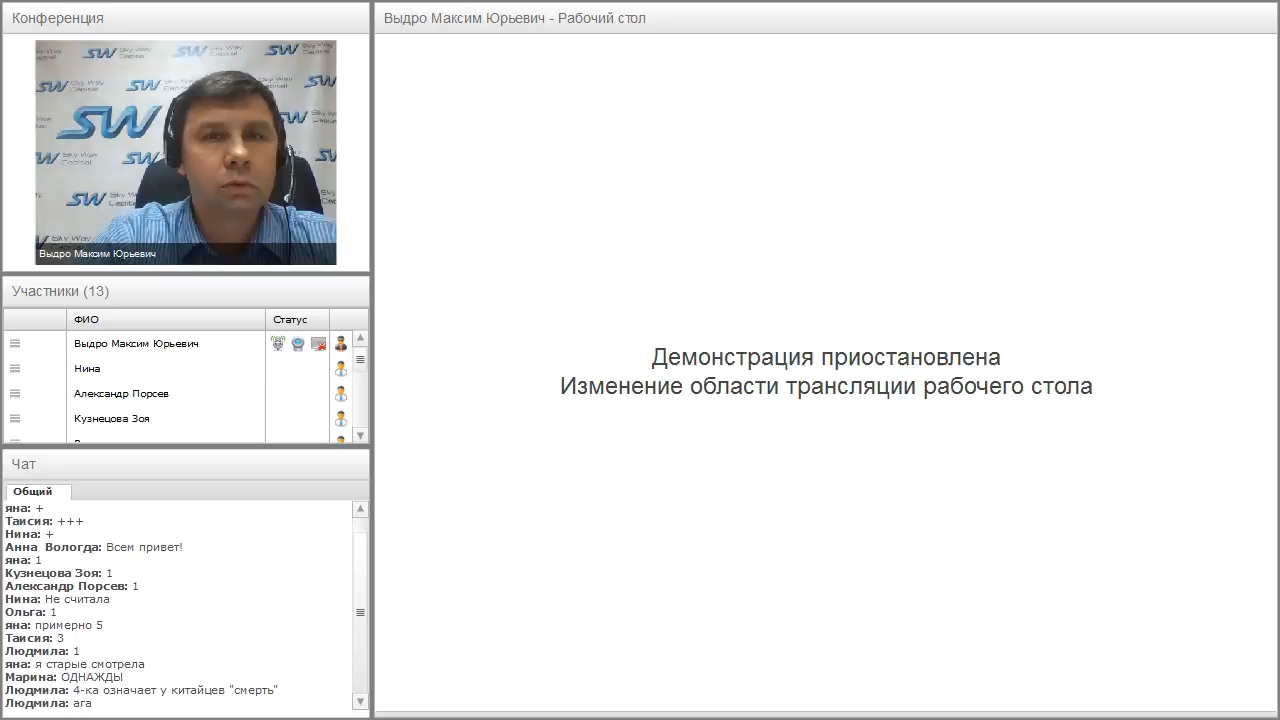 Конференция
SW Sky Way Capital
Выдро Максим Юрьевич
Участники (13)
ФИО
Статус
Выдро Максим Юрьевич
Нина
Александр Порсев
Кузнецова Зоя
Чат
Общий
яна: +
Таисия: +++
Нина: +
Анна Вологда: Всем привет!
яна: 1
Кузнецова Зоя: 1
Александр Порсев: 1
Нина: Не считала
Ольга: 1
яна: примерно 5
Таисия: 3
Людмила: 1
яна: я старые смотрела
Марина: ОДНАЖДЫ
Людмила: 4-ка означает у китайцев "смерть"
Людмила: ага
Выдро Максим Юрьевич - Рабочий стол
Демонстрация приостановлена
Изменение области трансляции рабочего стола